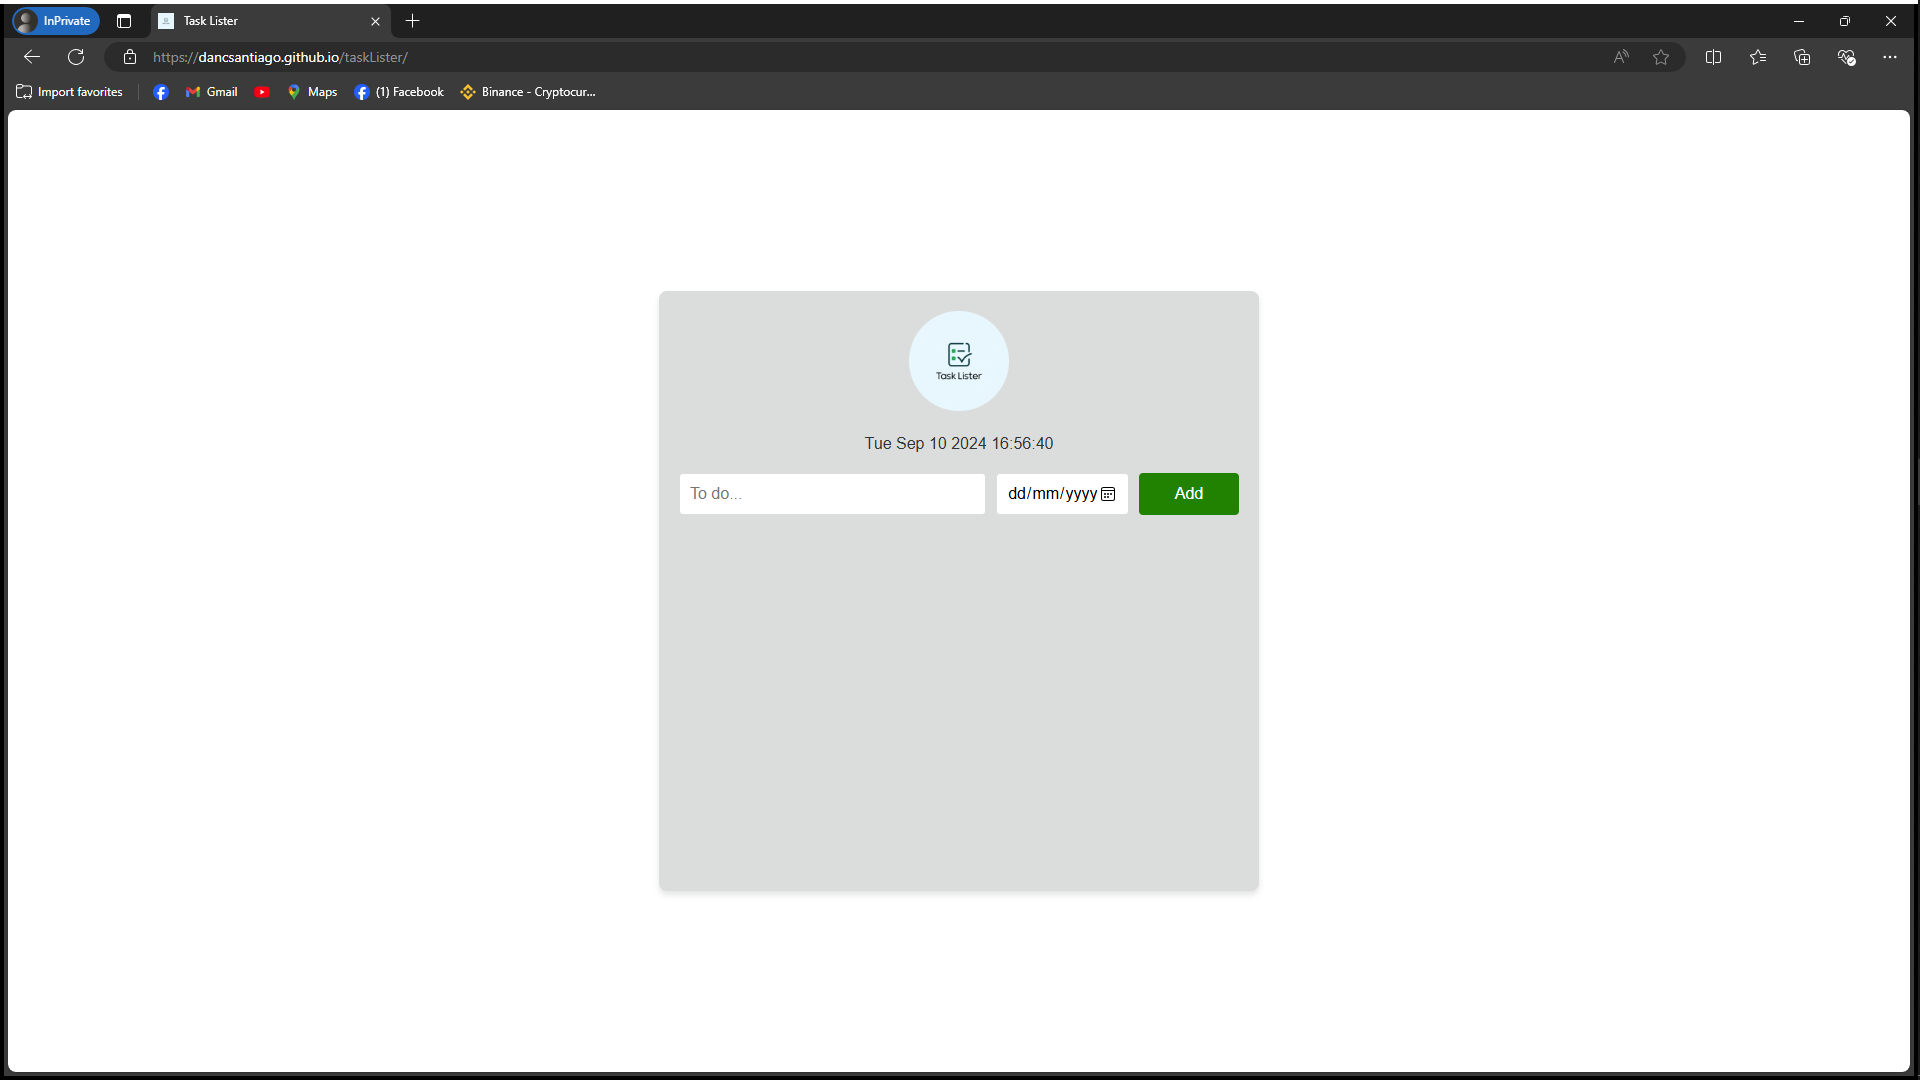 InPrivate
Task Lister
https://dancsantiago.github.io/taskLister/
Import favorites
Gmail
Maps
(1) Facebook
Binance - Cryptocur...
Task Lister
Tue Sep 10 2024 16:56:40
To do...
dd/mm/yyyy
Add